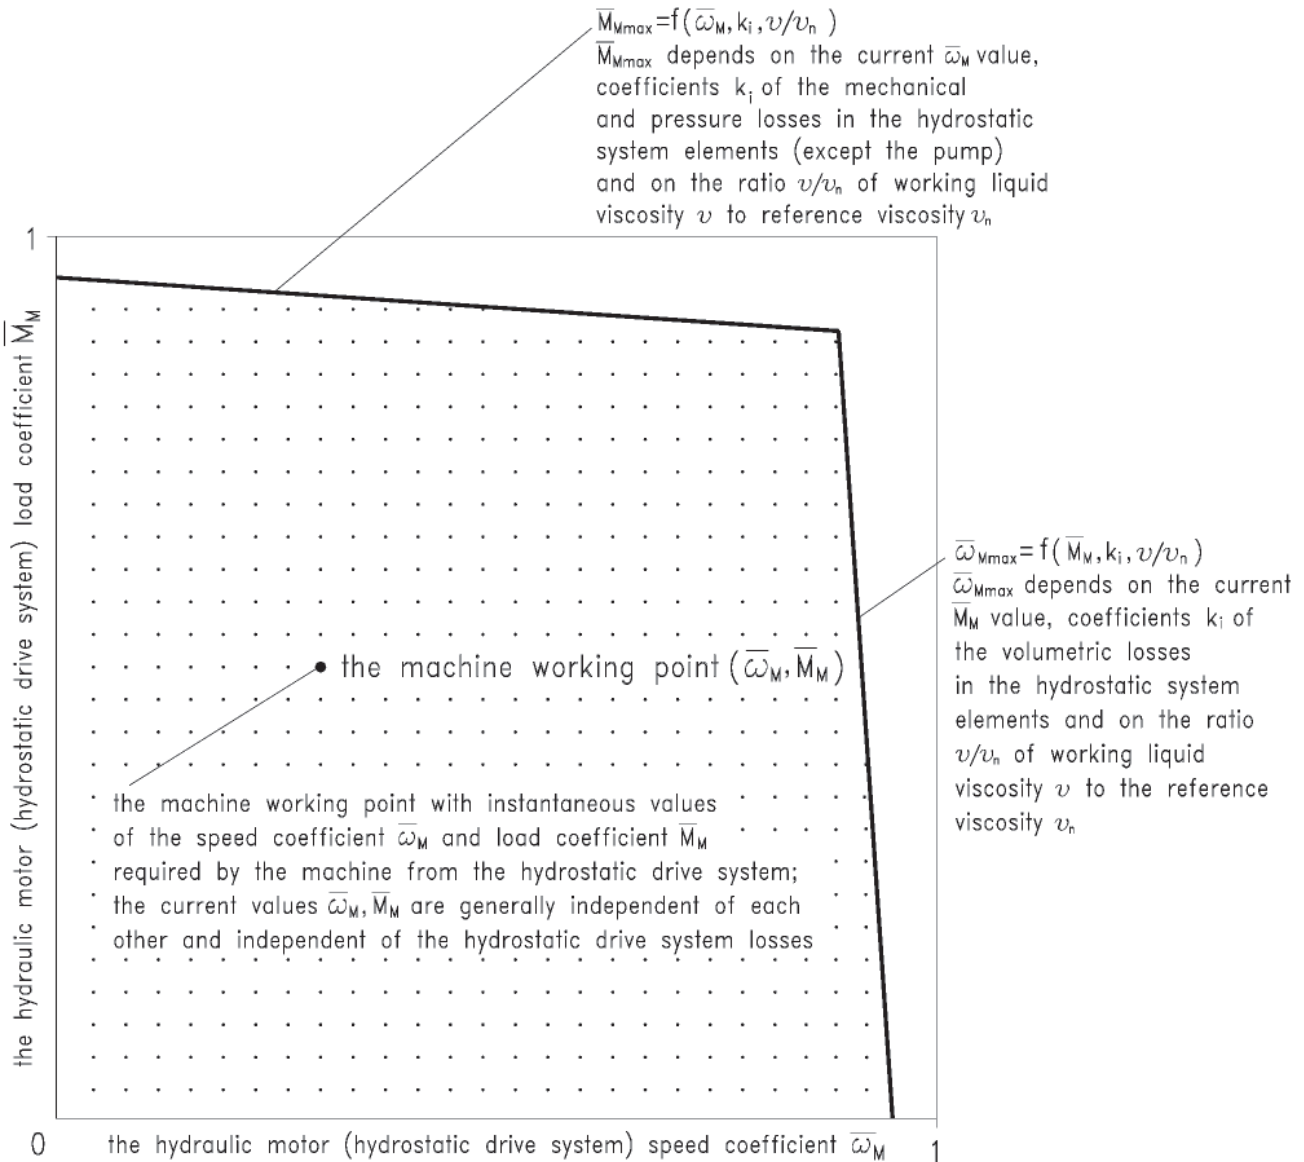 M̅Mmax=f(ω̅M,ki,υ/υn)
M̅Mmax depends on the current ω̅M value,
coefficients ki of the mechanical
and pressure losses in the hydrostatic
system elements (except the pump)
and on the ratio υ/υn of working liquid
viscosity υ to reference viscosity υn
1
the hydraulic motor (hydrostatic drive system) load coefficient M̅M
ω̅Mmax=f(M̅M,ki,υ/υn)
ω̅Mmax depends on the current
M̅M value, coefficients ki of
the volumetric losses
in the hydrostatic system
elements and on the ratio
υ/υn of working liquid
viscosity υ to the reference
viscosity υn
the machine working point (ω̅M,M̅M)
the machine working point with instantaneous values
of the speed coefficient ω̅M and load coefficient M̅M
required by the machine from the hydrostatic drive system;
the current values ω̅M,M̅M are generally independent of each
other and independent of the hydrostatic drive system losses
0
the hydraulic motor (hydrostatic drive system) speed coefficient ω̅M
1